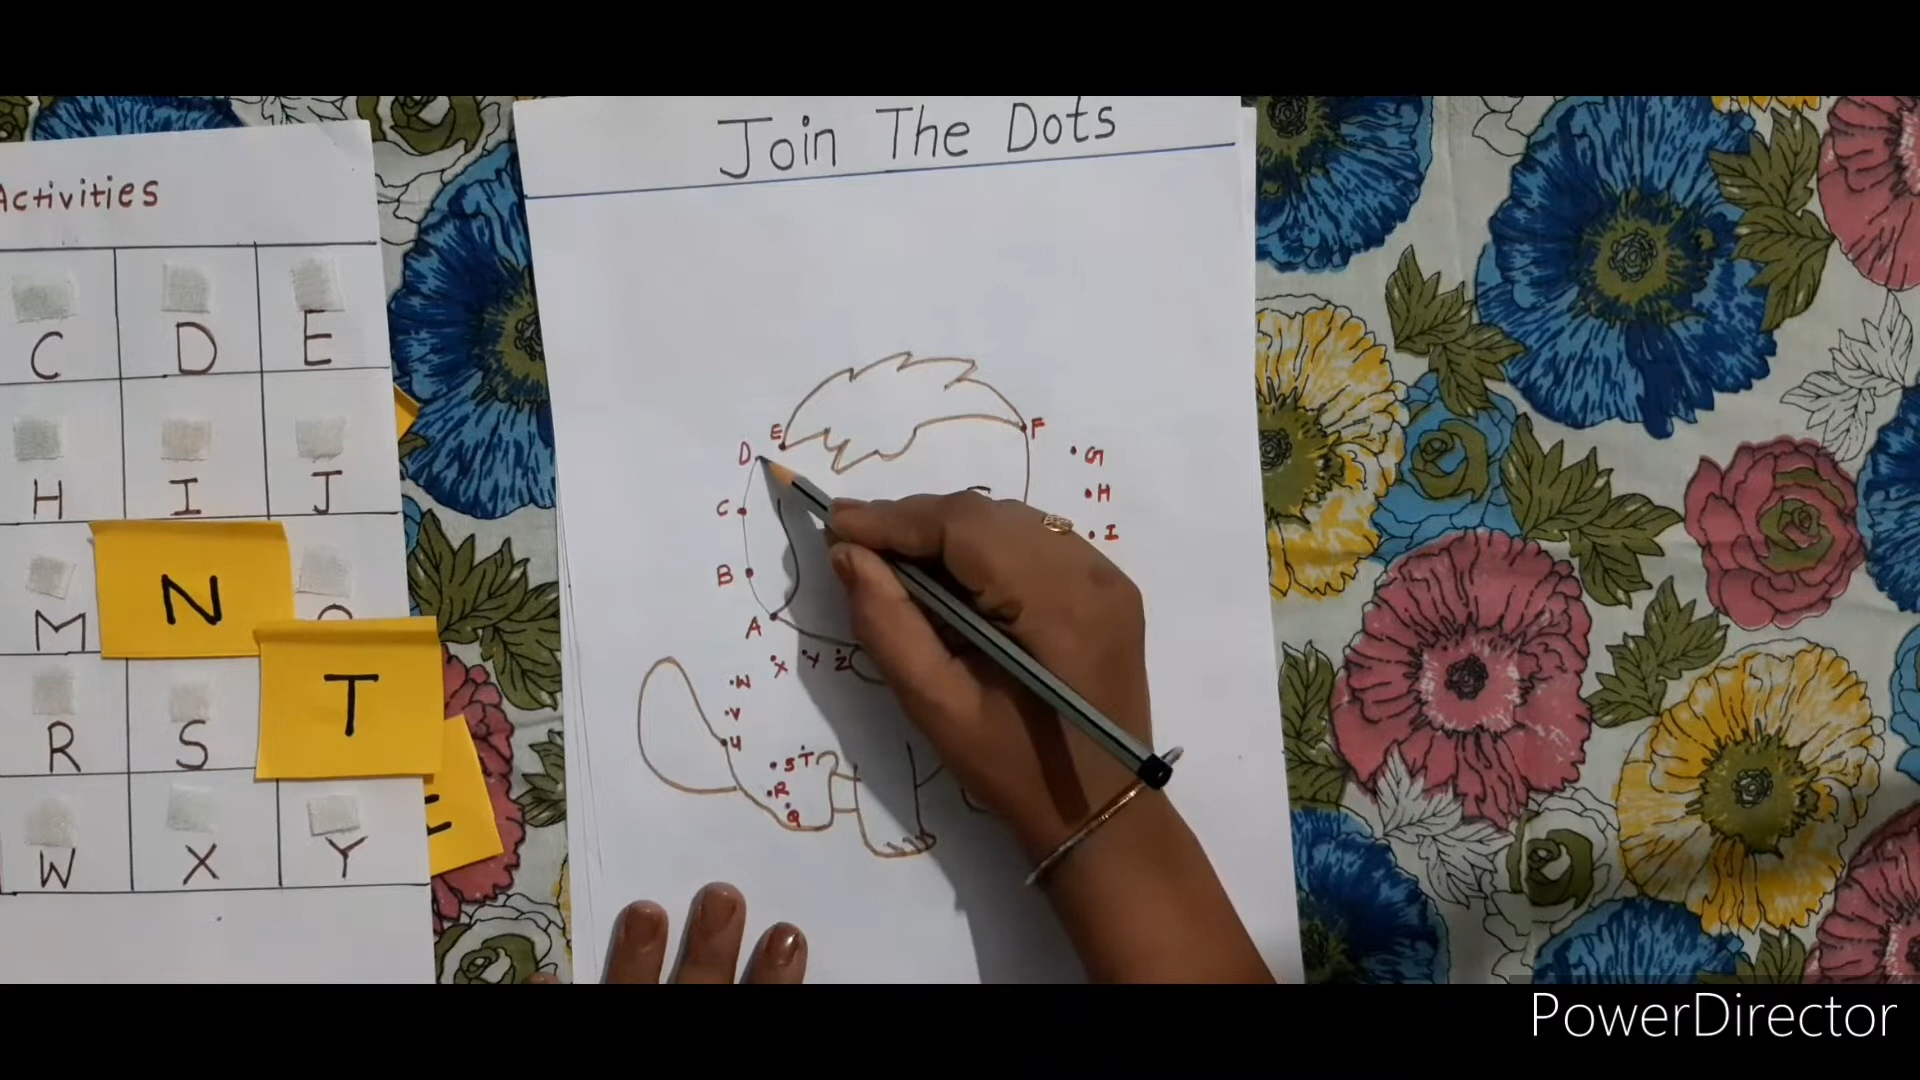 Activities
C D E
H I J
M N
R S T
W X Y
Join The Dots
E F
D G
C H
I
B
A
X Y Z
W
V
U
S T
R
Q
PowerDirector